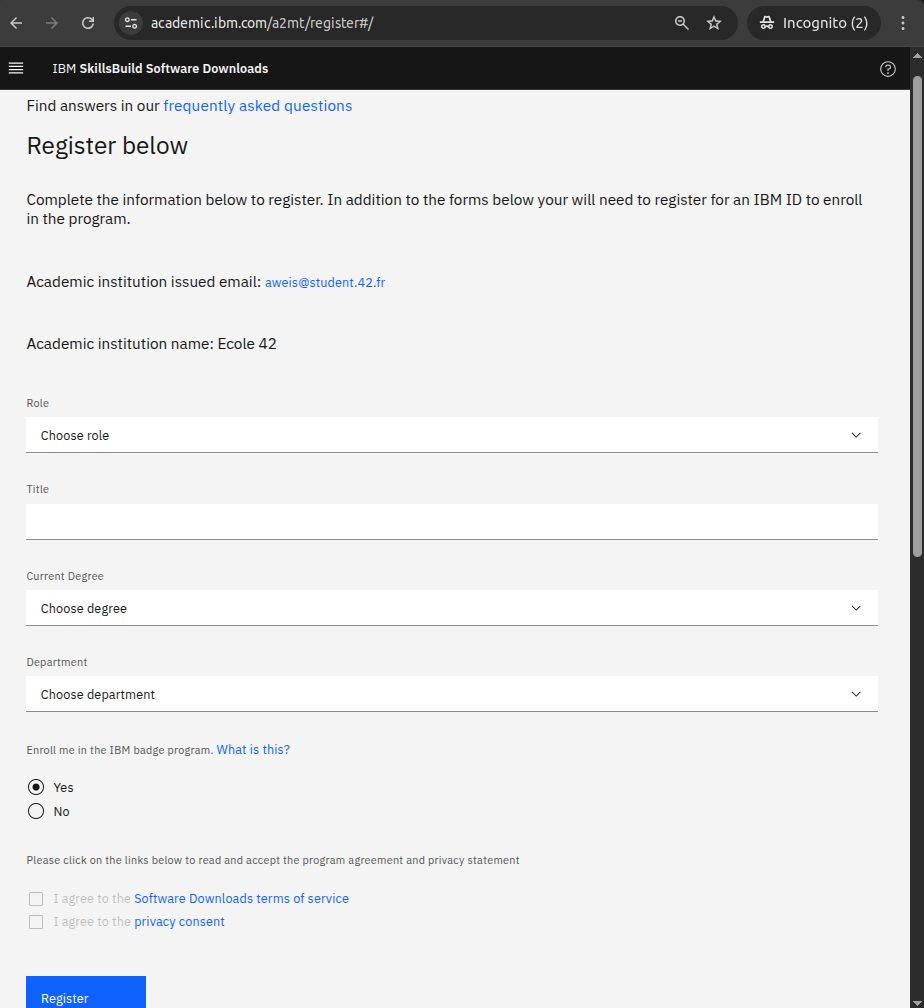 academic.ibm.com/a2mt/register#/
Incognito (2)
IBM SkillsBuild Software Downloads
Find answers in our frequently asked questions
Register below
Complete the information below to register. In addition to the forms below your will need to register for an IBM ID to enroll
in the program.
Academic institution issued email: aweis@student.42.fr
Academic institution name: Ecole 42
Role
Choose role
Title
Current Degree
Choose degree
Department
Choose department
Enroll me in the IBM badge program. What is this?
Yes
No
Please click on the links below to read and accept the program agreement and privacy statement
I agree to the Software Downloads terms of service
I agree to the privacy consent
Register